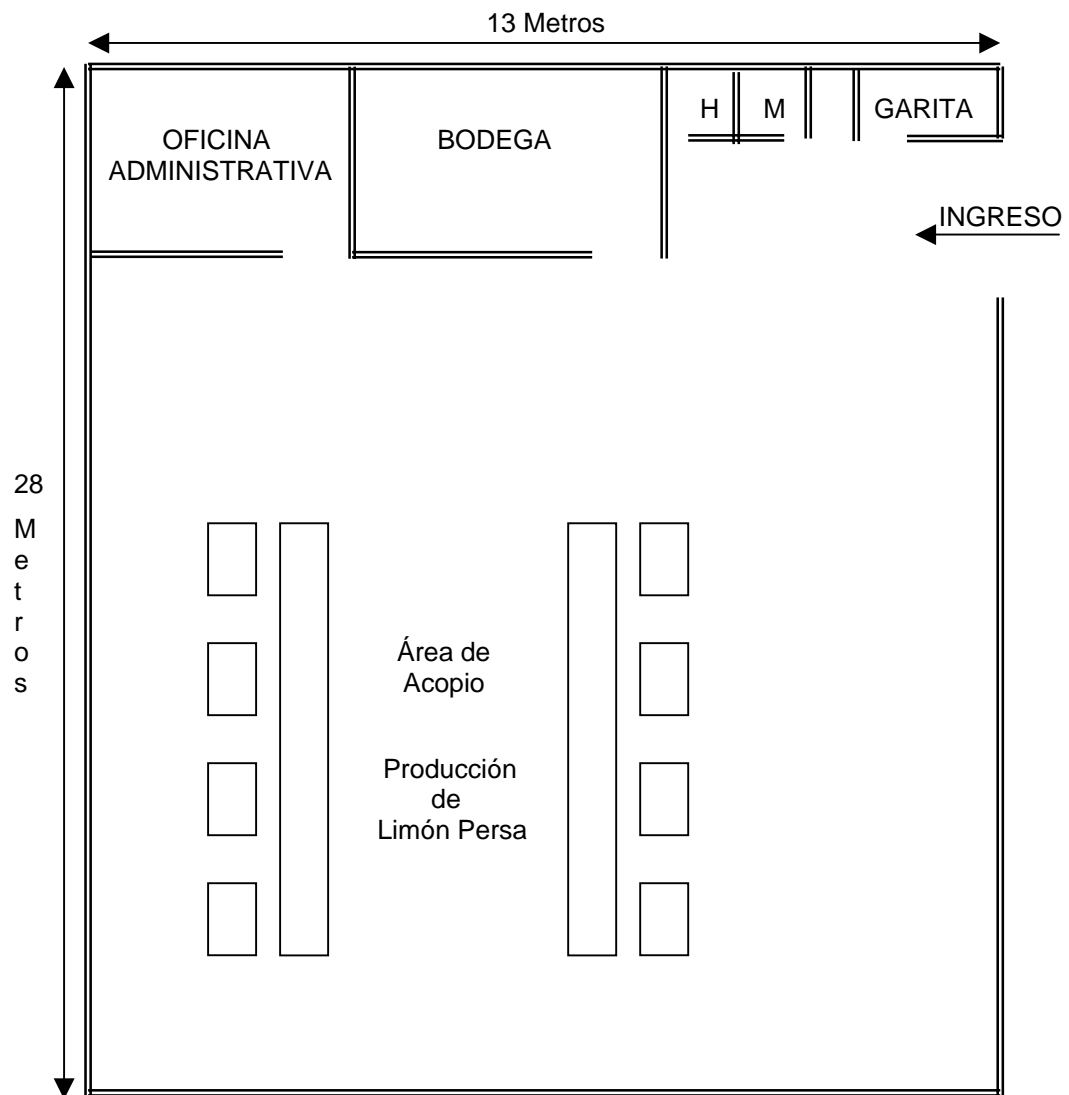 13 Metros
OFICINA
ADMINISTRATIVA
BODEGA
H
M
GARITA
INGRESO
28
M
e
t
r
o
s
Área de
Acopio
Producción
de
Limón Persa